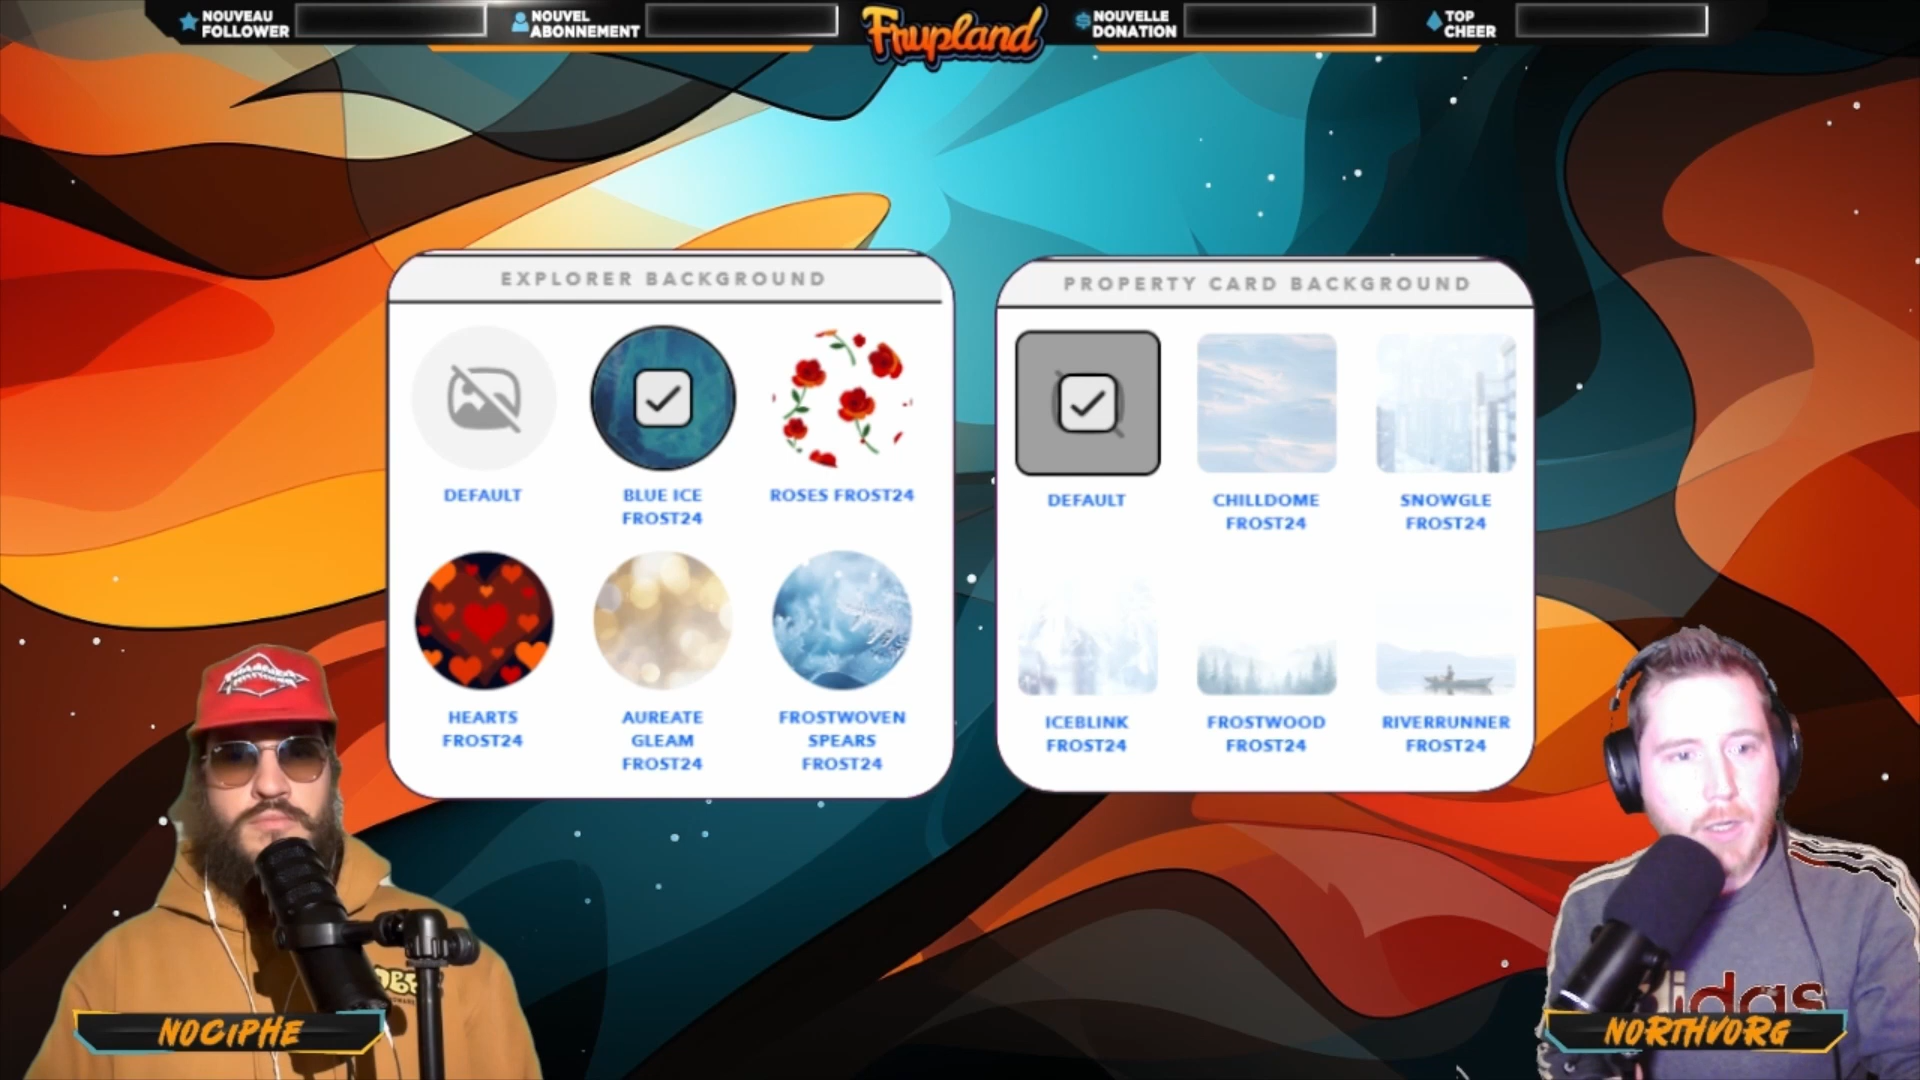 NOUVEAU
FOLLOWER
NOUVEL
ABONNEMENT
Frupland
NOUVELLE
DONATION
TOP
CHEER
EXPLORER BACKGROUND
DEFAULT
BLUE ICE
FROST24
ROSES FROST24
HEARTS
FROST24
AUREATE
GLEAM
FROST24
FROSTWOVEN
SPEARS
FROST24
PROPERTY CARD BACKGROUND
DEFAULT
CHILLDOME
FROST24
SNOWGLE
FROST24
ICEBLINK
FROST24
FROSTWOOD
FROST24
RIVERRUNNER
FROST24
NOCIPHE
NORTHVORG